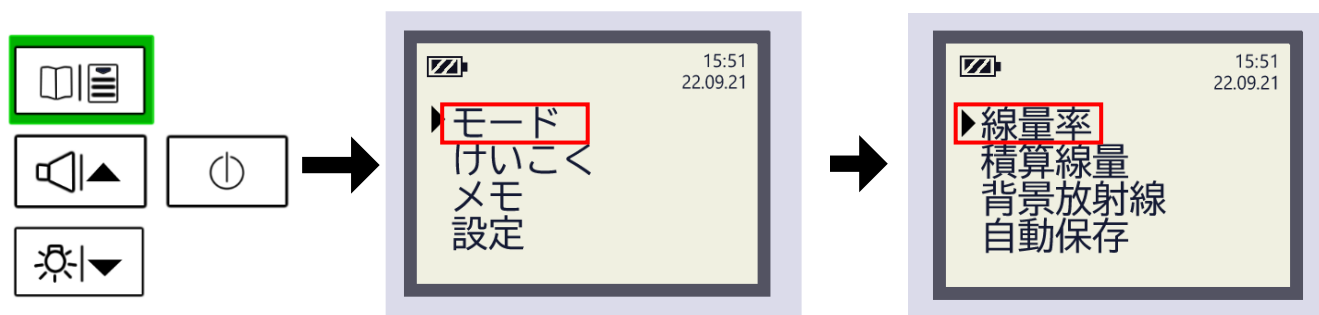 15:51
22.09.21
モード
けいこく
メモ
設定
15:51
22.09.21
線量率
積算線量
背景放射線
自動保存